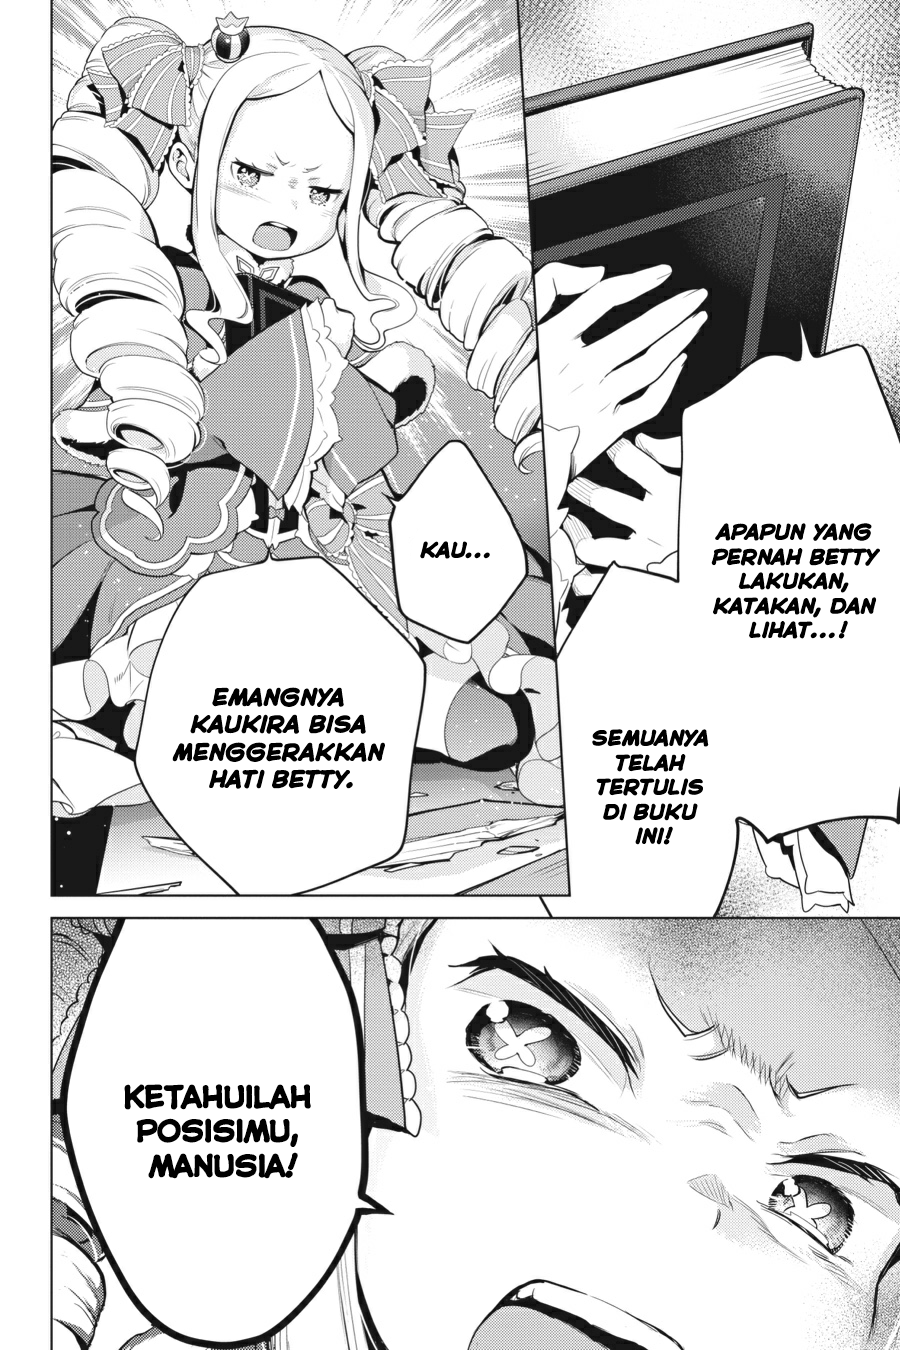 APAPUN YANG
PERNAH BETTY
LAKUKAN,
KATAKAN, DAN
LIHAT...!
SEMUANYA
TELAH
TERTULIS
DI BUKU
INI!
KAU...
EMANGNYA
KAUKIRA BISA
MENGGERAKKAN
HATI BETTY.
KETAHUILAH
POSISIMU,
MANUSIA!